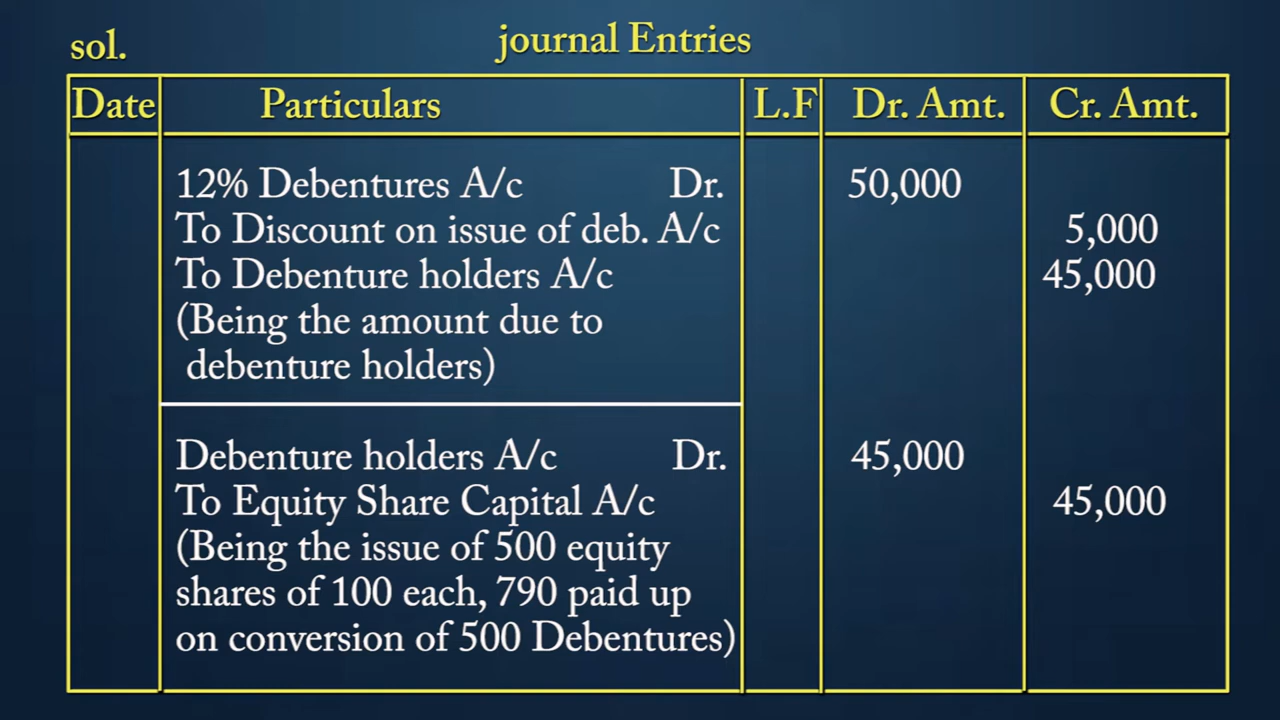 sol.
journal Entries
Date Particulars L.F Dr. Amt. Cr. Amt.
12% Debentures A/c Dr. 50,000
To Discount on issue of deb. A/c 5,000
To Debenture holders A/c 45,000
(Being the amount due to
debenture holders)
Debenture holders A/c Dr. 45,000
To Equity Share Capital A/c 45,000
(Being the issue of 500 equity
shares of 100 each, 790 paid up
on conversion of 500 Debentures)